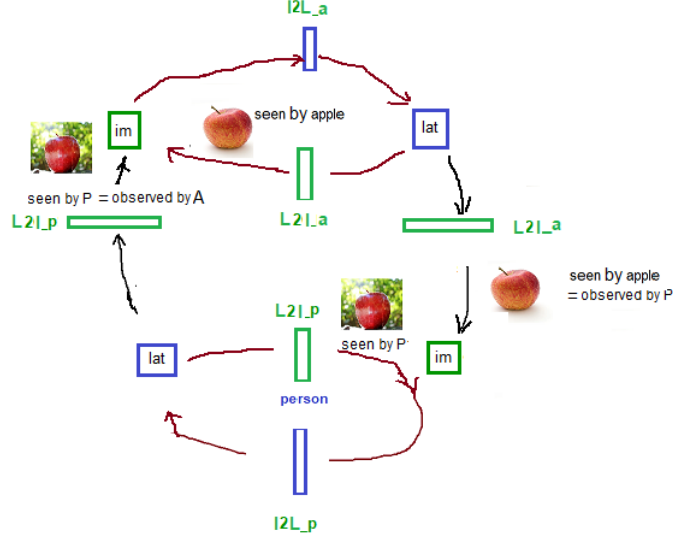 I2L_a
im
seen by apple
lat
seen by P = observed by A
L2I_p
L2I_a
L2I_a
seen by apple
= observed by P
L2I_p
seen by P
lat
im
person
I2L_p